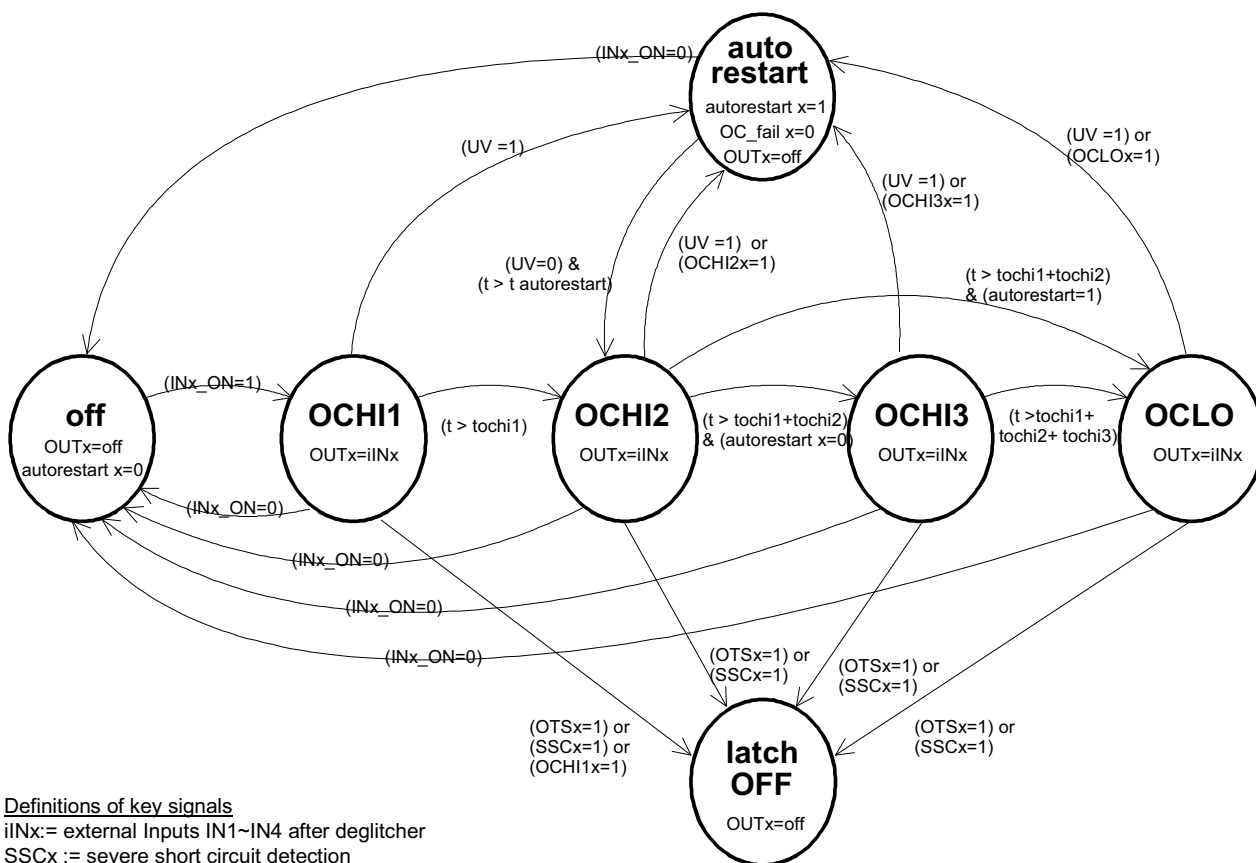 auto
restart
autorestart x=1
OC_fail x=0
OUTx=off
(INx_ON=0)
(UV =1)
(UV =1) or
(OCLOx=1)
(UV =1) or
(OCHI3x=1)
(UV =1)  or
(OCHI2x=1)
(UV=0) &
(t > t autorestart)
(t > tochi1+tochi2)
& (autorestart=1)
off
OUTx=off
autorestart x=0
(INx_ON=1)
OCHI1
OUTx=iINx
(t > tochi1)
OCHI2
OUTx=iINx
(t > tochi1+tochi2)
& (autorestart x=0)
OCHI3
OUTx=iINx
(t >tochi1+
tochi2+ tochi3)
OCLO
OUTx=iINx
(INx_ON=0)
(INx_ON=0)
(INx_ON=0)
(INx_ON=0)
(OTSx=1) or
(SSCx=1) or
(OCHI1x=1)
(OTSx=1) or
(SSCx=1)
(OTSx=1) or
(SSCx=1)
(OTSx=1) or
(SSCx=1)
latch
OFF
OUTx=off
Definitions of key signals
iINx:= external Inputs IN1~IN4 after deglitcher
SSCx := severe short circuit detection